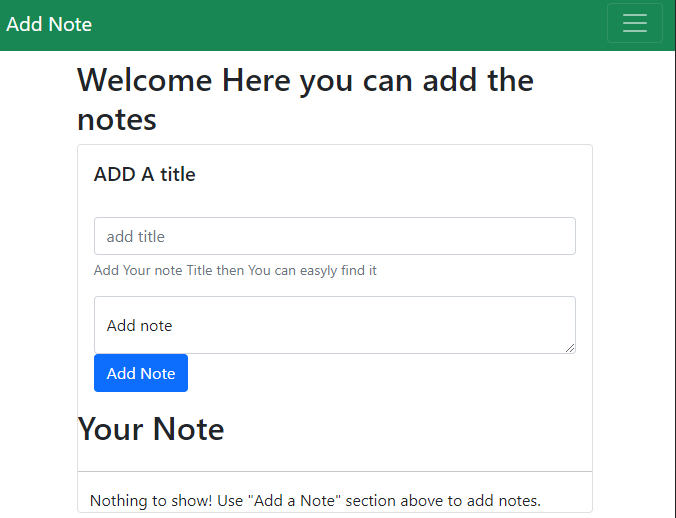 Add Note
Welcome Here you can add the
notes
ADD A title
add title
Add Your note Title then You can easyly find it
Add note
Add Note
Your Note
Nothing to show! Use "Add a Note" section above to add notes.